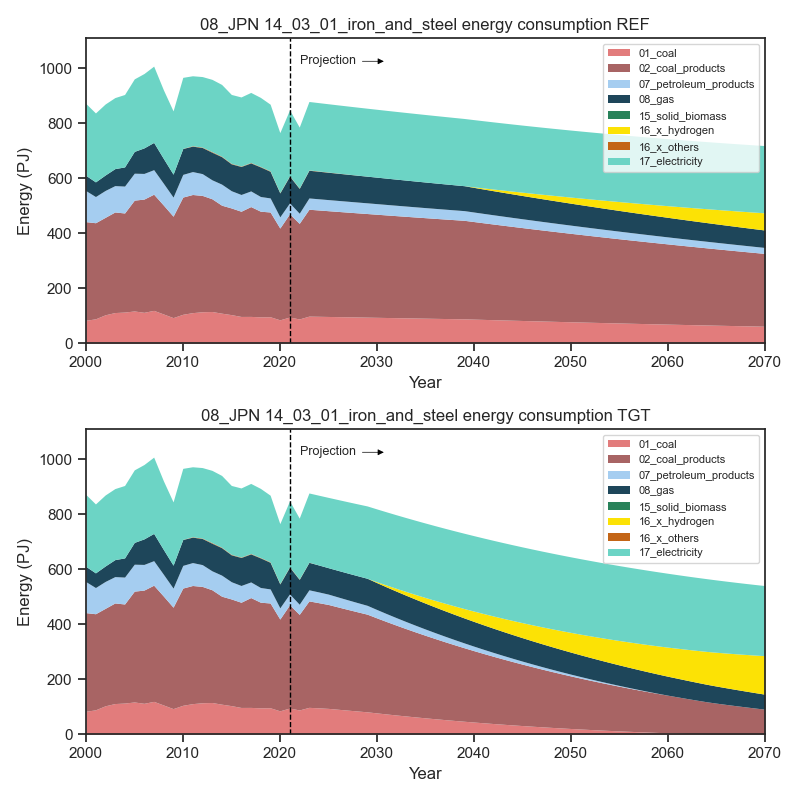 08_JPN 14_03_01_iron_and_steel energy consumption REF
Projection
01_coal
02_coal_products
07_petroleum_products
08_gas
15_solid_biomass
16_x_hydrogen
16_x_others
17_electricity
Energy (PJ)
1000
800
600
400
200
0
2000 2010 2020 2030 2040 2050 2060 2070
Year
08_JPN 14_03_01_iron_and_steel energy consumption TGT
Projection
01_coal
02_coal_products
07_petroleum_products
08_gas
15_solid_biomass
16_x_hydrogen
16_x_others
17_electricity
Energy (PJ)
1000
800
600
400
200
0
2000 2010 2020 2030 2040 2050 2060 2070
Year